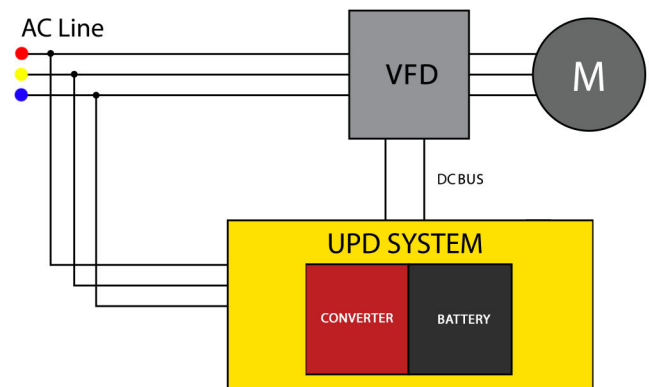 AC Line
VFD
M
DC BUS
UPD SYSTEM
CONVERTER
BATTERY